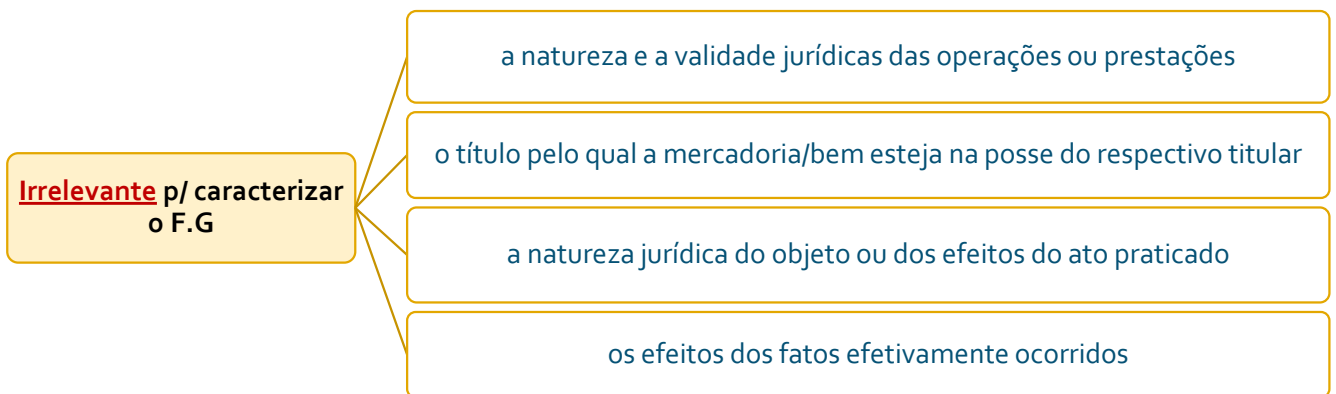 Irrelevante p/ caracterizar
o F.G
a natureza e a validade jurídicas das operações ou prestações
o título pelo qual a mercadoria/bem esteja na posse do respectivo titular
a natureza jurídica do objeto ou dos efeitos do ato praticado
os efeitos dos fatos efetivamente ocorridos